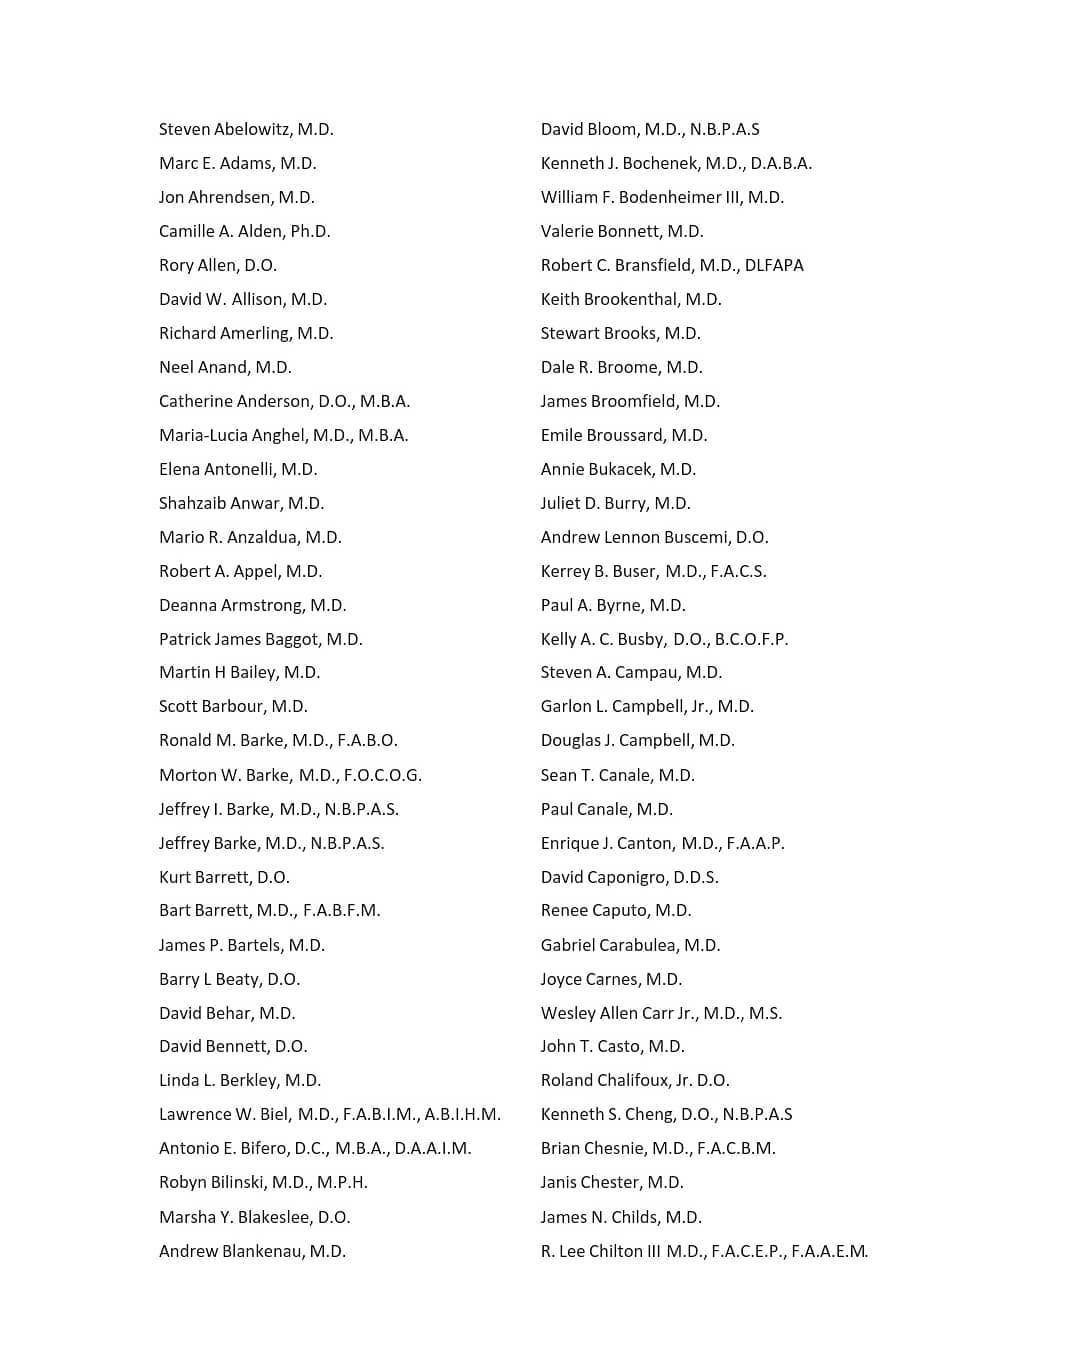 Steven Abelowitz, M.D.
Marc E. Adams, M.D.
Jon Ahrendsen, M.D.
Camille A. Alden, Ph.D.
Rory Allen, D.O.
David W. Allison, M.D.
Richard Amerling, M.D.
Neel Anand, M.D.
Catherine Anderson, D.O., M.B.A.
Maria-Lucia Anghel, M.D., M.B.A.
Elena Antonelli, M.D.
Shahzaib Anwar, M.D.
Mario R. Anzaldua, M.D.
Robert A. Appel, M.D.
Deanna Armstrong, M.D.
Patrick James Baggot, M.D.
Martin H Bailey, M.D.
Scott Barbour, M.D.
Ronald M. Barke, M.D., F.A.B.O.
Morton W. Barke, M.D., F.O.C.O.G.
Jeffrey I. Barke, M.D., N.B.P.A.S.
Jeffrey Barke, M.D., N.B.P.A.S.
Kurt Barrett, D.O.
Bart Barrett, M.D., F.A.B.F.M.
James P. Bartels, M.D.
Barry L Beaty, D.O.
David Behar, M.D.
David Bennett, D.O.
Linda L. Berkley, M.D.
Lawrence W. Biel, M.D., F.A.B.I.M., A.B.I.H.M.
Antonio E. Bifero, D.C., M.B.A., D.A.A.I.M.
Robyn Bilinski, M.D., M.P.H.
Marsha Y. Blakeslee, D.O.
Andrew Blankenau, M.D.
David Bloom, M.D., N.B.P.A.S
Kenneth J. Bochenek, M.D., D.A.B.A.
William F. Bodenheimer III, M.D.
Valerie Bonnett, M.D.
Robert C. Bransfield, M.D., DLFAPA
Keith Brookenthal, M.D.
Stewart Brooks, M.D.
Dale R. Broome, M.D.
James Broomfield, M.D.
Emile Broussard, M.D.
Annie Bukacek, M.D.
Juliet D. Burry, M.D.
Andrew Lennon Buscemi, D.O.
Kerrey B. Buser, M.D., F.A.C.S.
Paul A. Byrne, M.D.
Kelly A. C. Busby, D.O., B.C.O.F.P.
Steven A. Campau, M.D.
Garlon L. Campbell, Jr., M.D.
Douglas J. Campbell, M.D.
Sean T. Canale, M.D.
Paul Canale, M.D.
Enrique J. Canton, M.D., F.A.A.P.
David Caponigro, D.D.S.
Renee Caputo, M.D.
Gabriel Carabulea, M.D.
Joyce Carnes, M.D.
Wesley Allen Carr Jr., M.D., M.S.
John T. Casto, M.D.
Roland Chalifoux, Jr. D.O.
Kenneth S. Cheng, D.O., N.B.P.A.S
Brian Chesnie, M.D., F.A.C.B.M.
Janis Chester, M.D.
James N. Childs, M.D.
R. Lee Chilton III M.D., F.A.C.E.P., F.A.A.E.M.